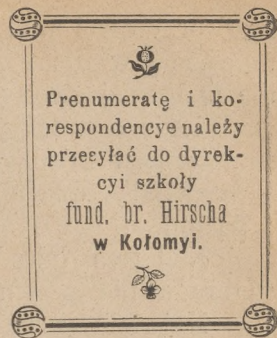 Prenumeratę i ko-
respondencye należy
przesyłać do dyrek-
cyi szkoły
fund. br. Hirscha
w Kołomyi.